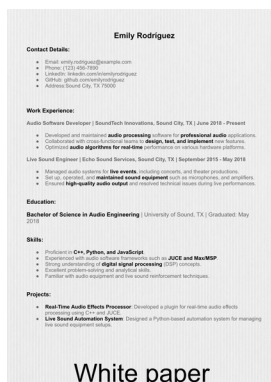 Emily Rodriguez
Contact Details:
Email: emily.rodriguez@example.com
Phone: (123) 456-7890
LinkedIn: linkedin.com/in/emilyrodriguez
GitHub: github.com/emilyrodriguez
Address:Sound City, TX 75000
Work Experience:
Audio Software Developer | SoundTech Innovations, Sound City, TX | June 2018 - Present
Developed and maintained audio processing software for professional audio applications.
Collaborated with cross-functional teams to design, test, and implement new features.
Optimized audio algorithms for real-time performance on various hardware platforms.
Live Sound Engineer | Echo Sound Services, Sound City, TX | September 2015 - May 2018
Managed audio systems for live events, including concerts, and theater productions.
Set up, operated, and maintained sound equipment such as microphones, and amplifiers.
Ensured high-quality audio output and resolved technical issues during live performances.
Education:
Bachelor of Science in Audio Engineering | University of Sound, TX | Graduated: May
2018
Skills:
Proficient in C++, Python, and JavaScript.
Experienced with audio software frameworks such as JUCE and Max/MSP.
Strong understanding of digital signal processing (DSP) concepts.
Excellent problem-solving and analytical skills.
Familiar with audio equipment and live sound reinforcement techniques.
Projects:
Real-Time Audio Effects Processor: Developed a plugin for real-time audio effects
processing using C++ and JUCE.
Live Sound Automation System: Designed a Python-based automation system for managing
live sound equipment setups.
White paper